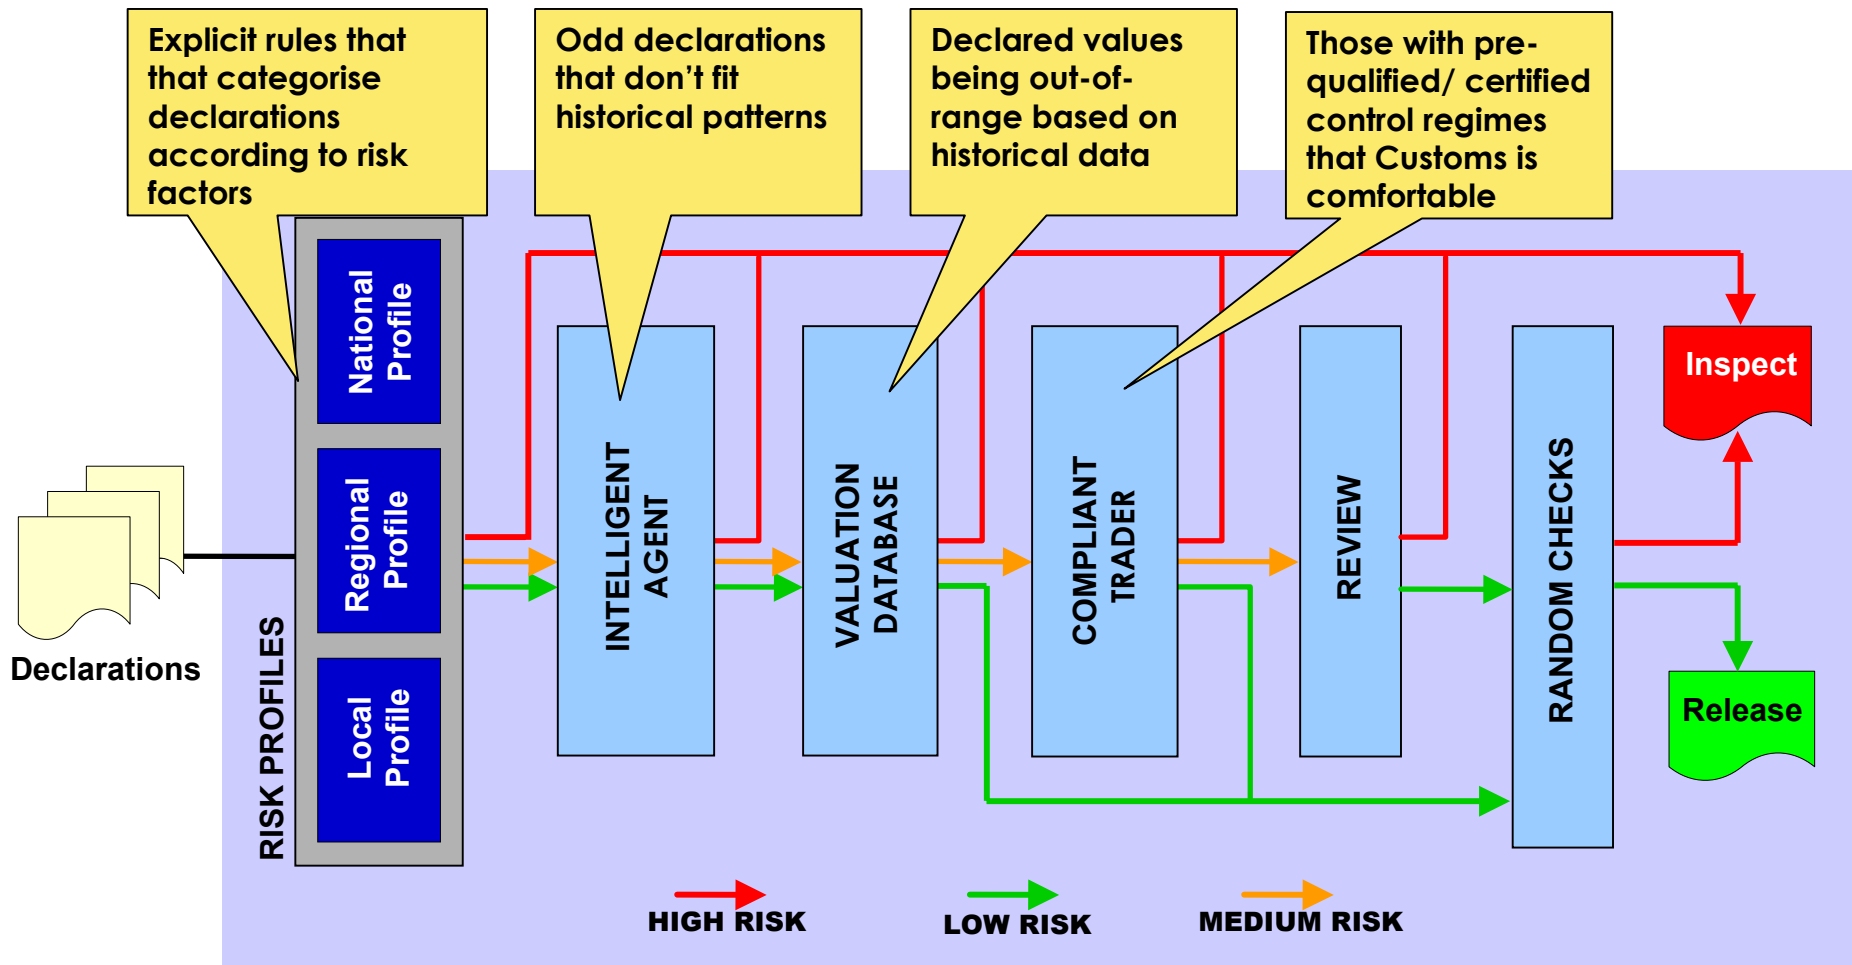 Explicit rules that
that categorise
declarations
according to risk
factors
Odd declarations
that don't fit
historical patterns
Declared values
being out-of-
range based on
historical data
Those with pre-
qualified/ certified
control regimes
that Customs is
comfortable
National
Profile
Regional
Profile
Local
Profile
RISK PROFILES
Declarations
INTELLIGENT
AGENT
VALUATION
DATABASE
COMPLIANT
TRADER
REVIEW
RANDOM CHECKS
Inspect
Release
HIGH RISK
LOW RISK
MEDIUM RISK